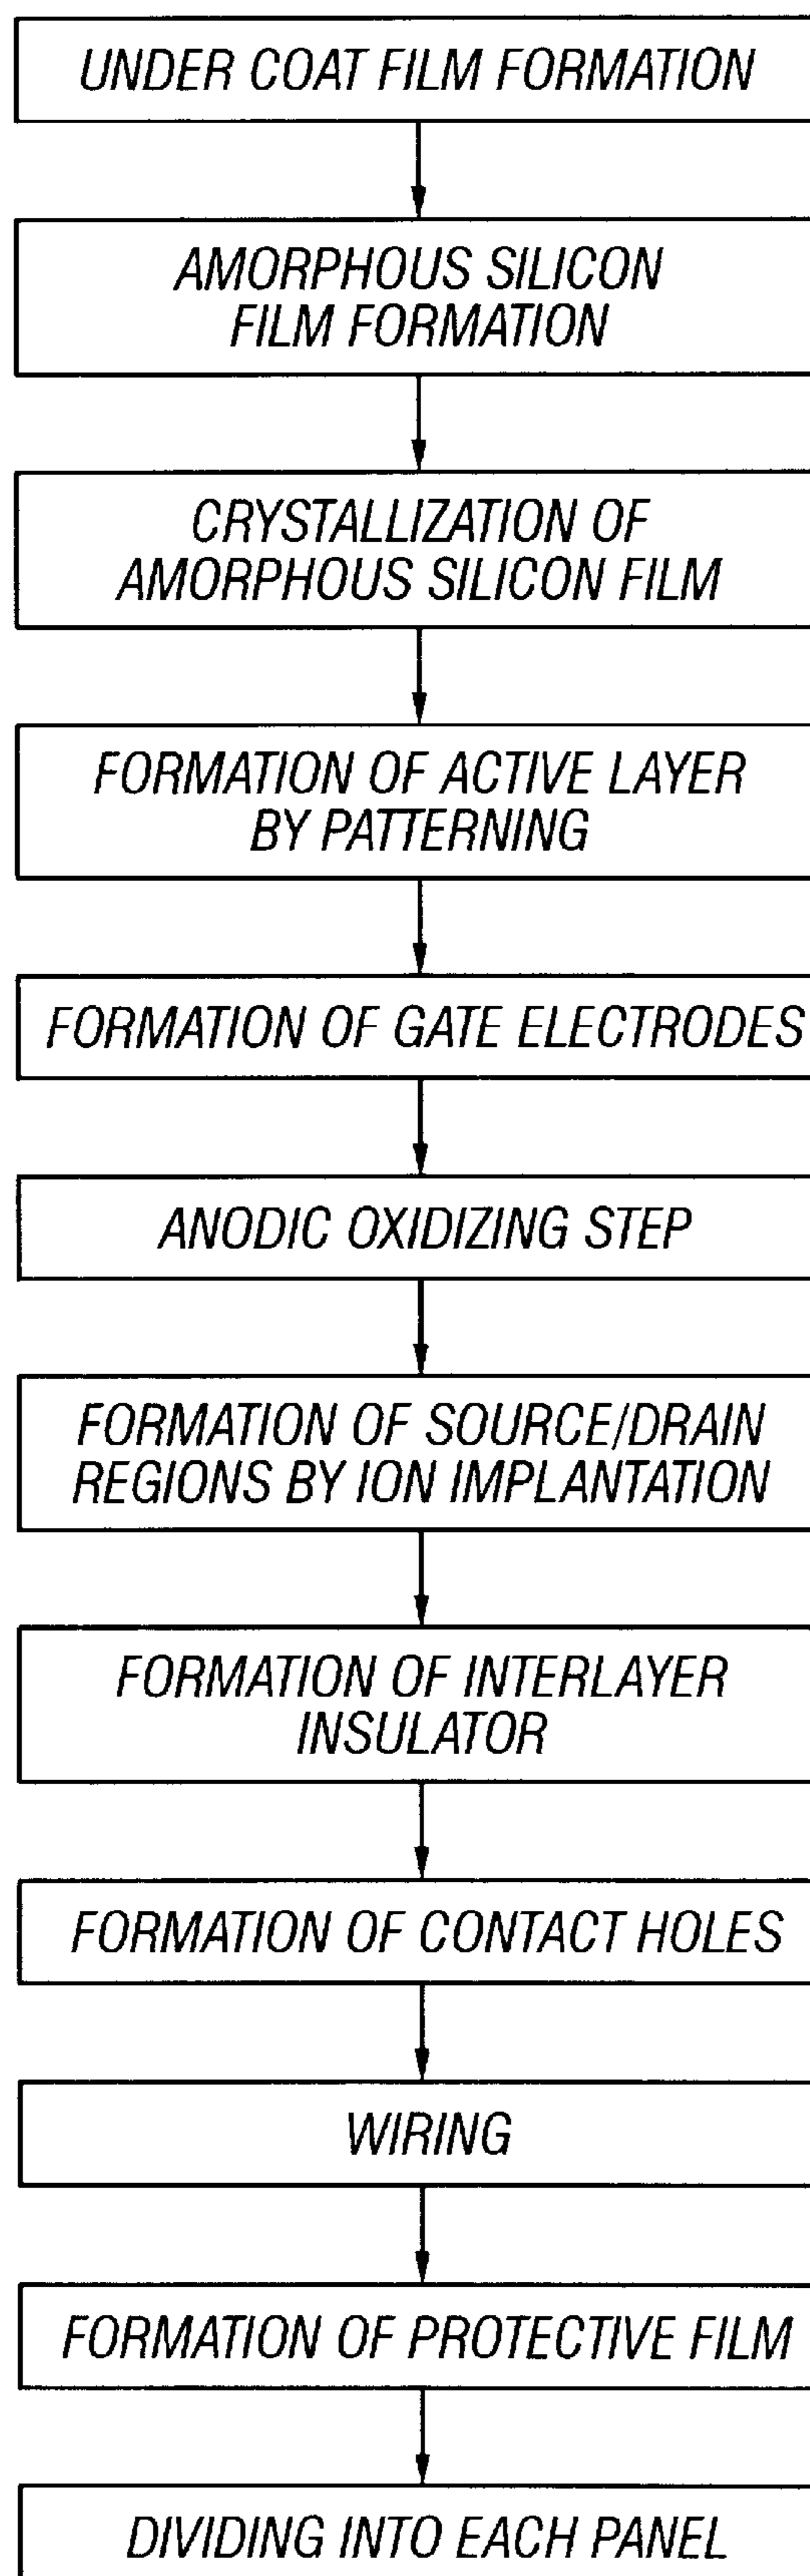 UNDER COAT FILM FORMATION
AMORPHOUS SILICON
FILM FORMATION
CRYSTALLIZATION OF
AMORPHOUS SILICON FILM
FORMATION OF ACTIVE LAYER
BY PATTERNING
FORMATION OF GATE ELECTRODES
ANODIC OXIDIZING STEP
FORMATION OF SOURCE/DRAIN
REGIONS BY ION IMPLANTATION
FORMATION OF INTERLAYER
INSULATOR
FORMATION OF CONTACT HOLES
WIRING
FORMATION OF PROTECTIVE FILM
DIVIDING INTO EACH PANEL